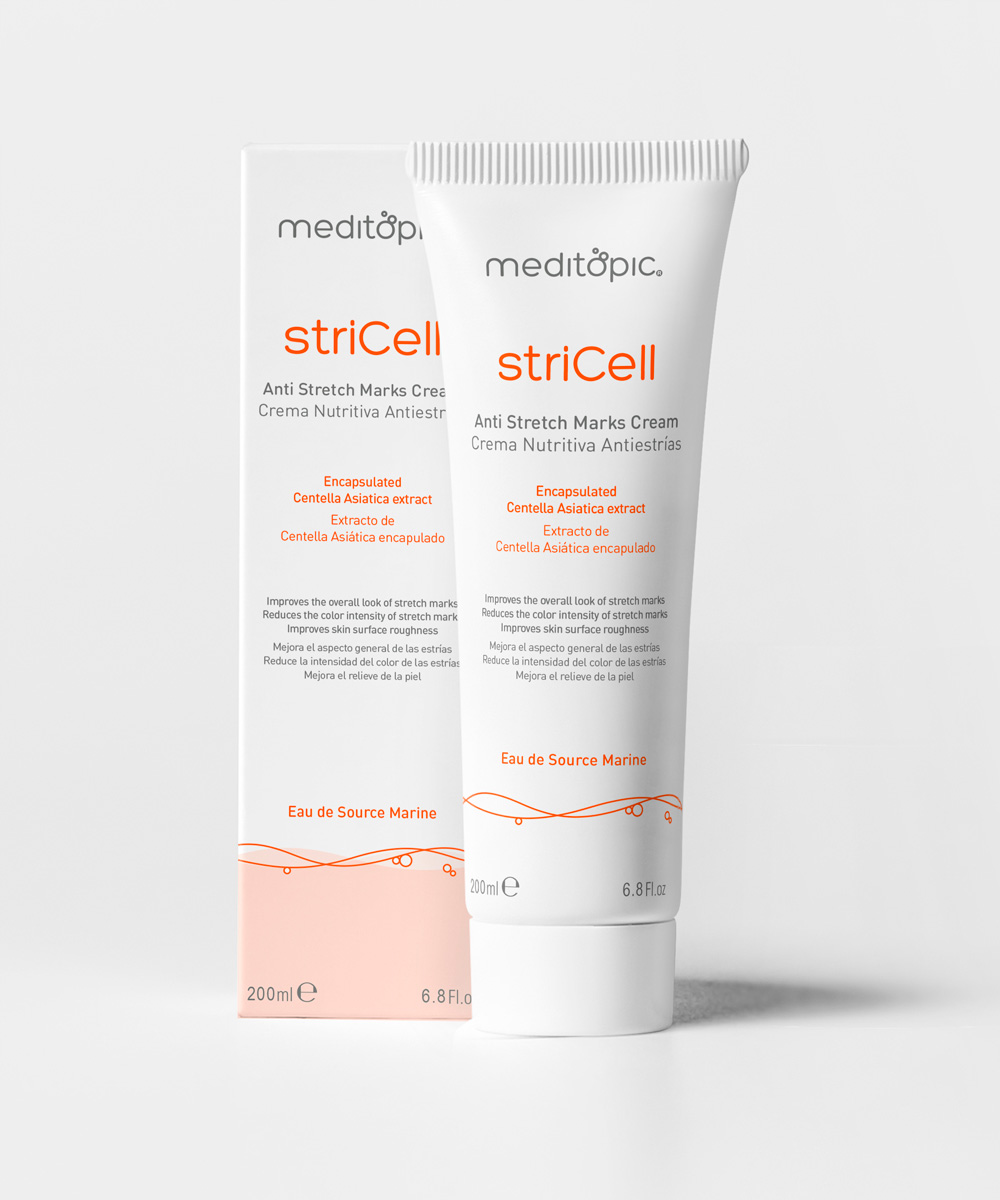 meditopi
striCell
Anti Stretch Marks Crea
Crema Nutritiva Antiestr
Encapsulated
Centella Asiatica extract
Extracto de
Centella Asiática encapulado
Improves the overall look of stretch marks
Reduces the color intensity of stretch mark
Improves skin surface roughness
Mejora el aspecto general de las estrías
Reduce la intensidad del color de las estrías
Mejora el relieve de la piel
Eau de Source Marine
200ml ℮
6.8 Fl.o
meditopic®
striCell
Anti Stretch Marks Cream
Crema Nutritiva Antiestrías
Encapsulated
Centella Asiatica extract
Extracto de
Centella Asiática encapulado
Improves the overall look of stretch marks
Reduces the color intensity of stretch marks
Improves skin surface roughness
Mejora el aspecto general de las estrías
Reduce la intensidad del color de las estrías
Mejora el relieve de la piel
Eau de Source Marine
200ml ℮
6.8 Fl.oz